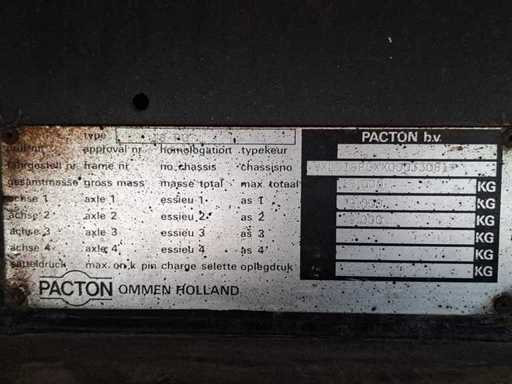 type
PACTON b.v.
approval nr homologation typekeur
fahrgestell nr frame nr no. chassis chassisno
gesamtmasse gross mass masse total max. totaal KG
achse 1 axle 1 essieu 1 as 1 KG
achse 2 axle 2 essieu 2 as 2 KG
achse 3 axle 3 essieu 3 as 3 KG
achse 4 axle 4 essieu 4 as 4 KG
satteldruck max. on k pin charge selette oplegdruk KG
PACTON OMMEN HOLLAND